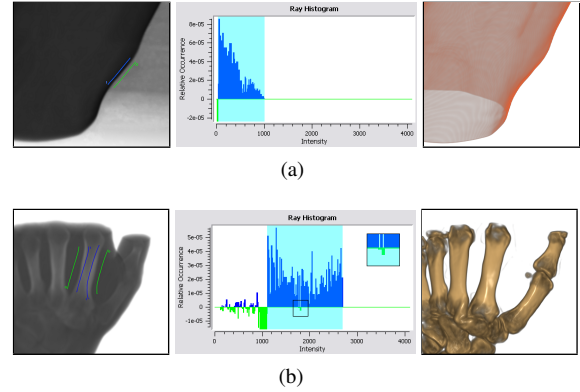 Ray Histogram
Relative Occurrence
8e-05
6e-05
4e-05
2e-05
0
-2e-05
0 1000 2000 3000 4000
Intensity
(a)
Ray Histogram
Relative Occurrence
5e-05
4e-05
3e-05
2e-05
1e-05
0
-1e-05
0 1000 2000 3000 4000
Intensity
(b)